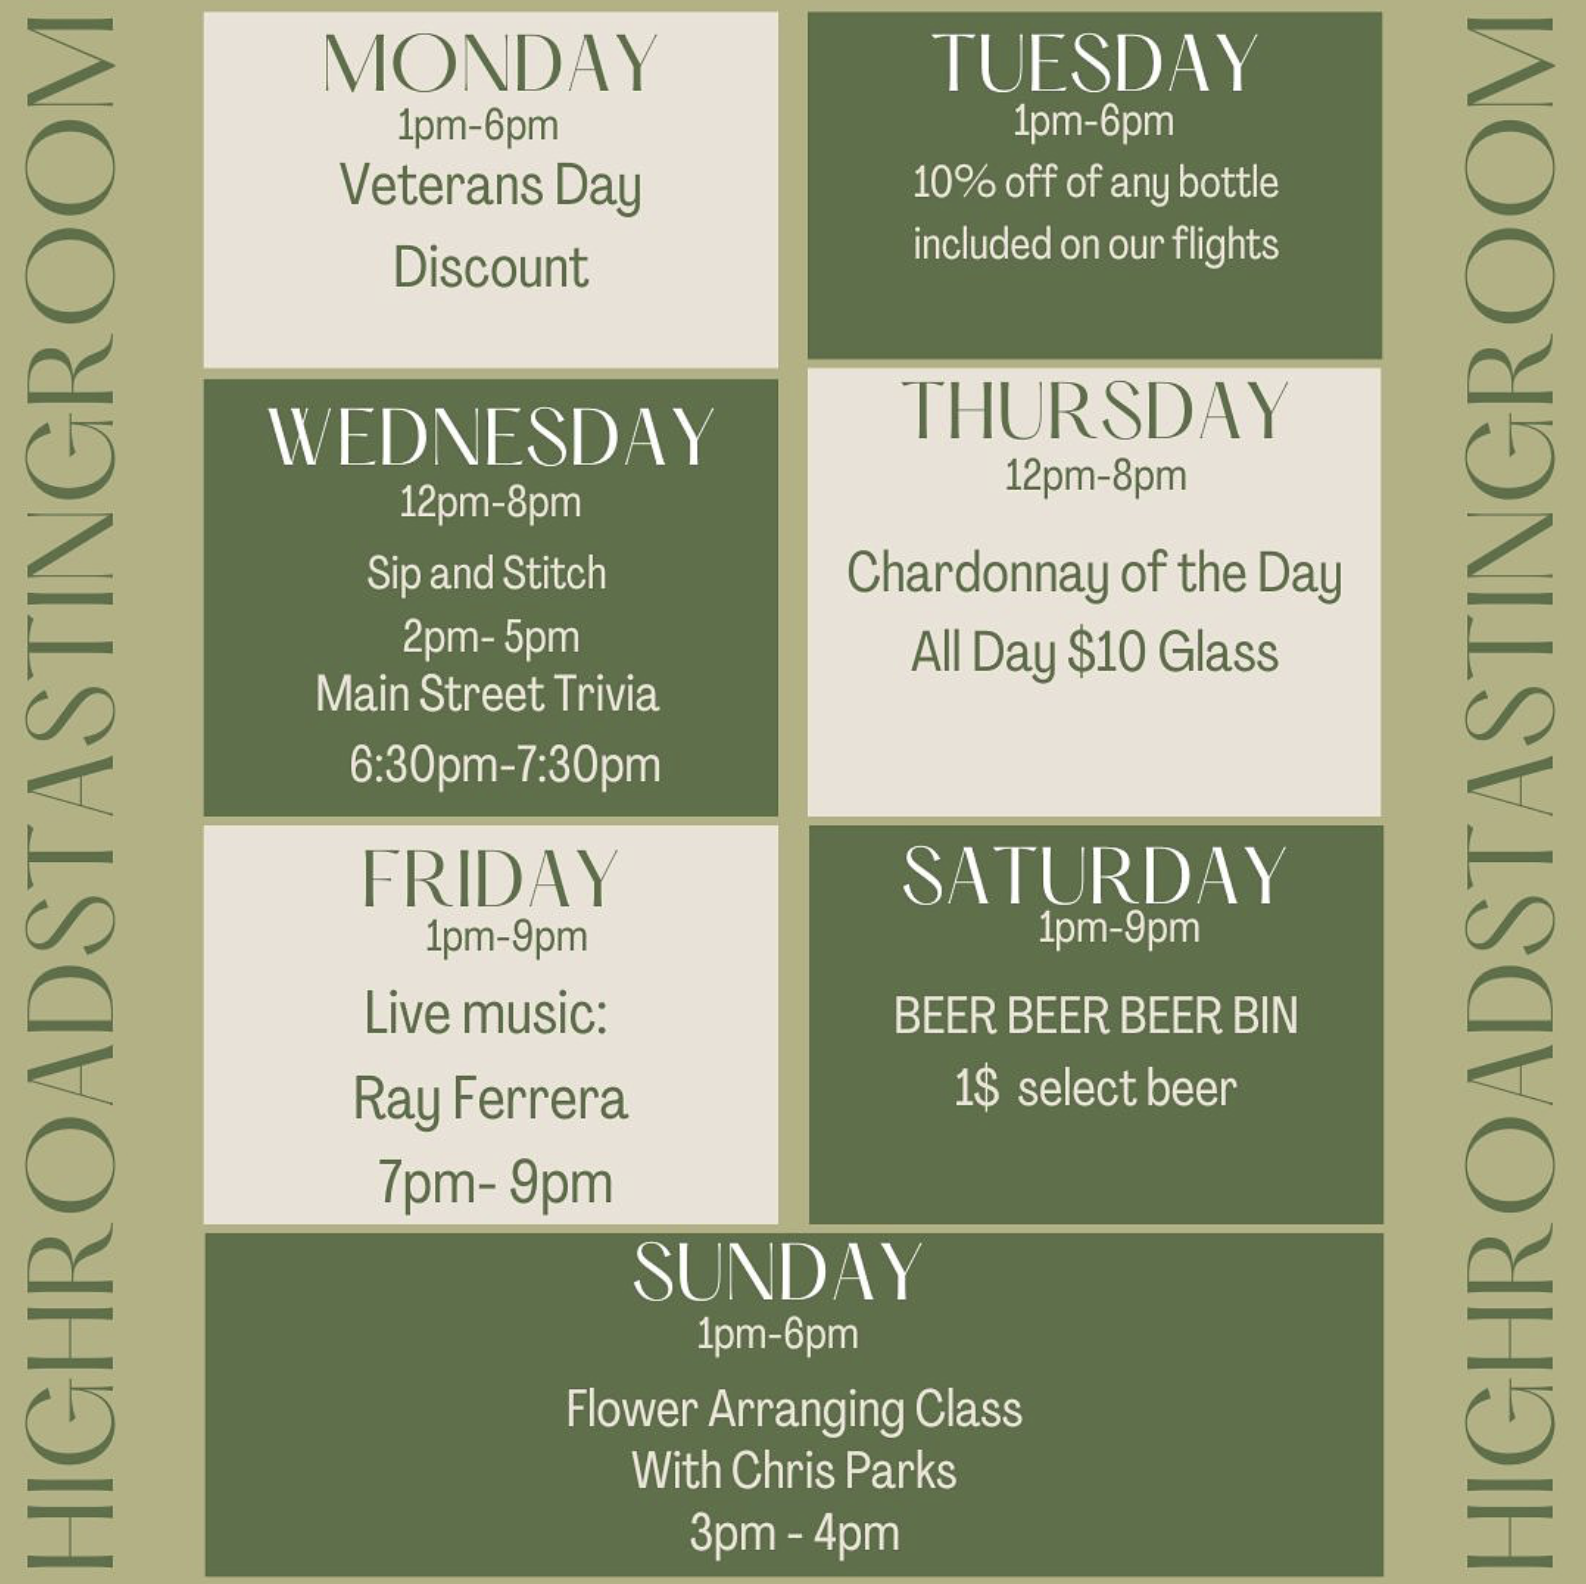 HIGHROADSTASTINGROOM
MONDAY
1pm-6pm
Veterans Day
Discount
TUESDAY
1pm-6pm
10% off of any bottle
included on our flights
WEDNESDAY
12pm-8pm
Sip and Stitch
2pm- 5pm
Main Street Trivia
6:30pm-7:30pm
THURSDAY
12pm-8pm
Chardonnay of the Day
All Day $10 Glass
FRIDAY
1pm-9pm
Live music:
Ray Ferrera
7pm- 9pm
SATURDAY
1pm-9pm
BEER BEER BEER BIN
1$ select beer
SUNDAY
1pm-6pm
Flower Arranging Class
With Chris Parks
3pm - 4pm
HIGHROADSTASTINGROOM